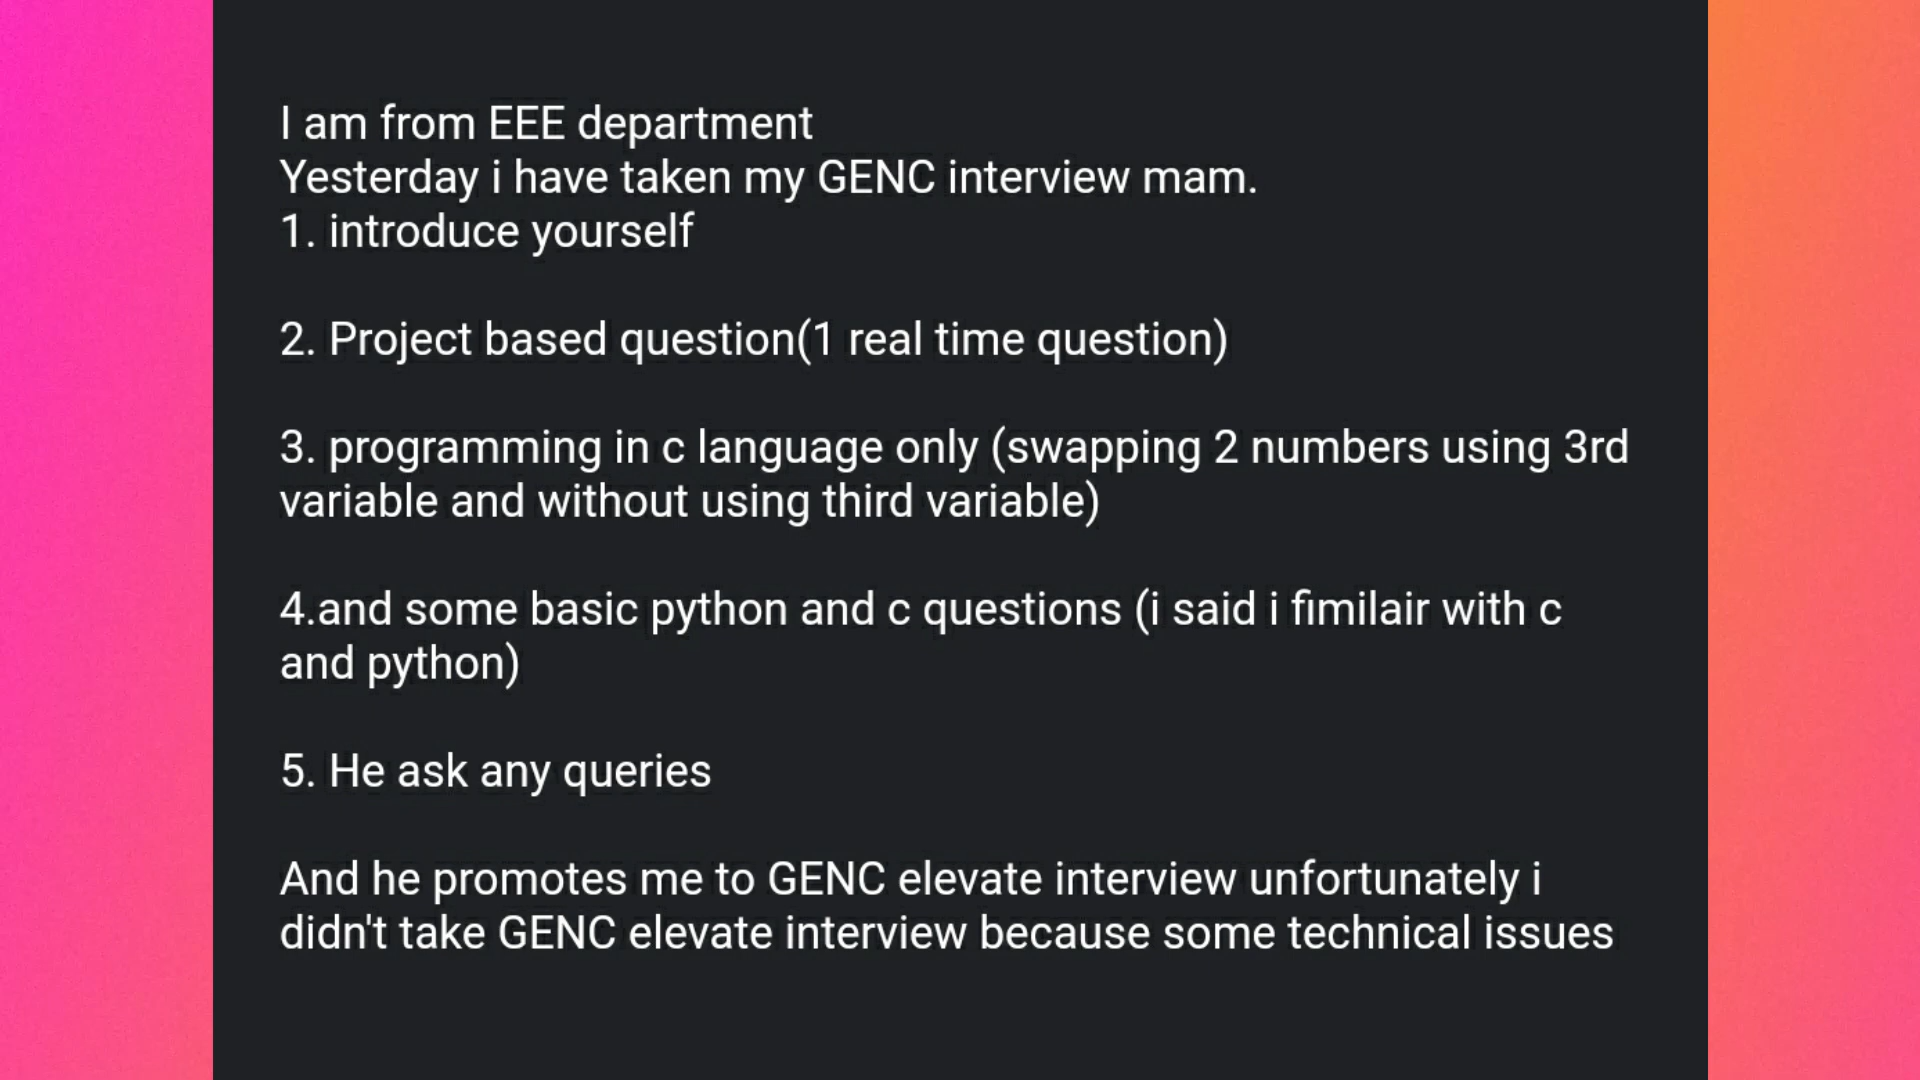 I am from EEE department
Yesterday i have taken my GENC interview mam.
1. introduce yourself
2. Project based question(1 real time question)
3. programming in c language only (swapping 2 numbers using 3rd
variable and without using third variable)
4.and some basic python and c questions (i said i fimilair with c
and python)
5. He ask any queries
And he promotes me to GENC elevate interview unfortunately i
didn't take GENC elevate interview because some technical issues